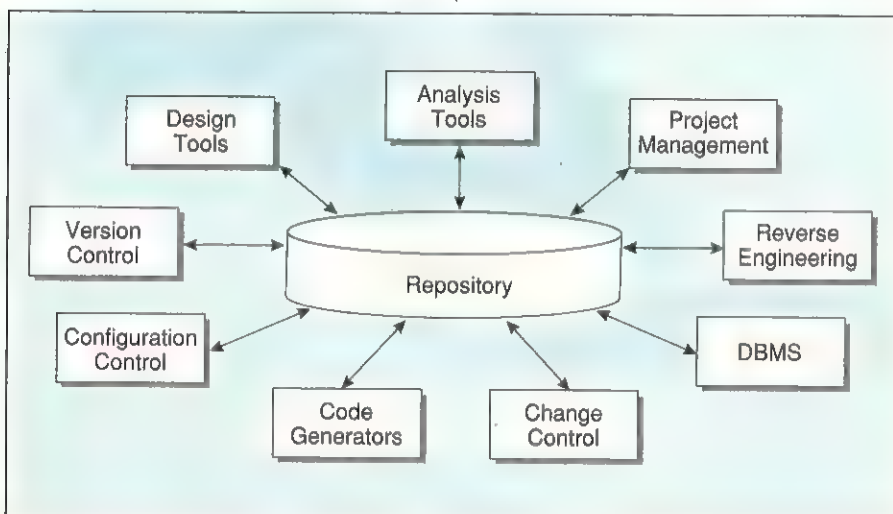 Analysis
Tools
Design
Tools
Project
Management
Version
Control
Reverse
Engineering
Repository
Configuration
Control
DBMS
Code
Generators
Change
Control